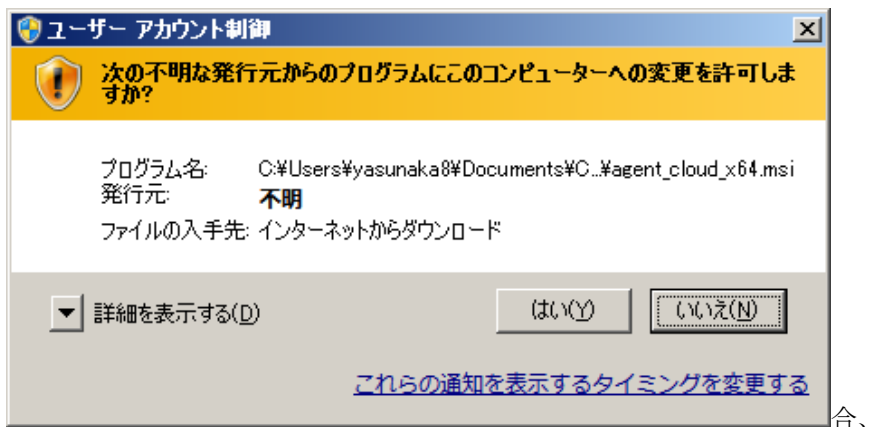 ユーザー アカウント制御
次の不明な発行元からのプログラムにこのコンピューターへの変更を許可しま
すか?
プログラム名: C:¥Users¥yasunaka8¥Documents¥C...¥agent_cloud_x64.msi
発行元: 不明
ファイルの入手先: インターネットからダウンロード
詳細を表示する(D) はい(Y) いいえ(N)
これらの通知を表示するタイミングを変更する
合、